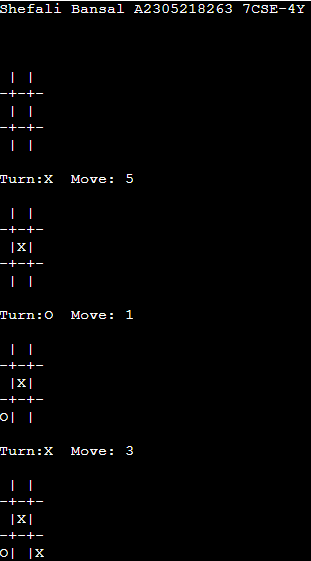 Shefali Bansal A2305218263 7CSE-4Y
 | |
-+-+-
 | |
-+-+-
 | |
Turn:X  Move: 5
 | |
-+-+-
 |X|
-+-+-
 | |
Turn:O  Move: 1
 | |
-+-+-
 |X|
-+-+-
O| |
Turn:X  Move: 3
 | |
-+-+-
 |X|
-+-+-
O| |X